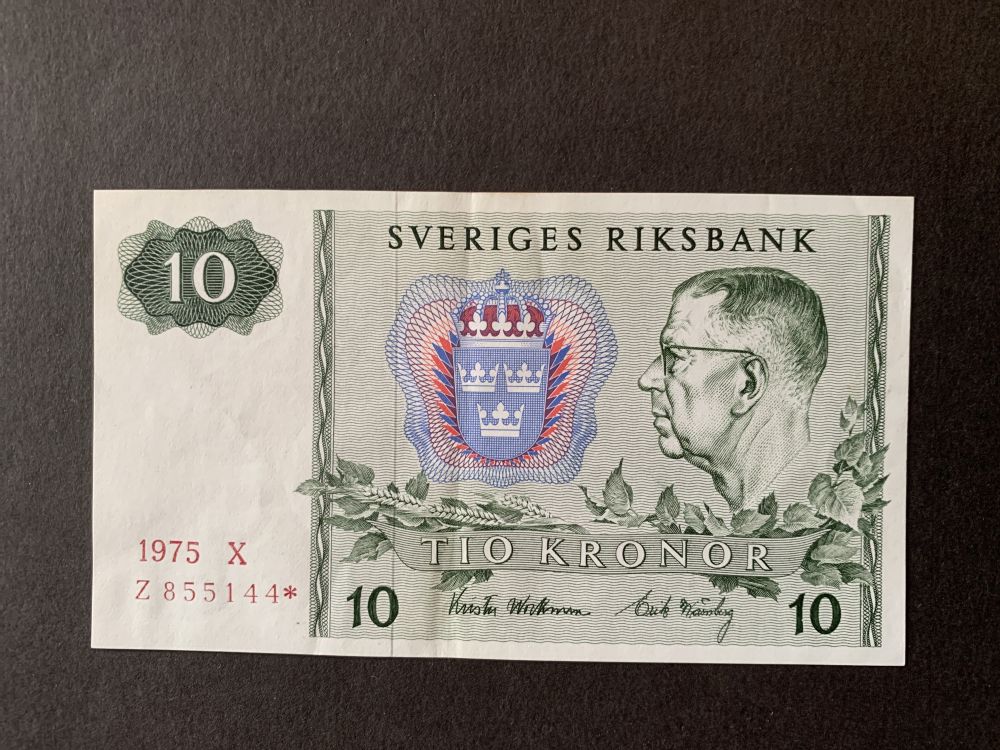 SVERIGES RIKSBANK
10
1975 X
Z 855144*
TIO KRONOR
10
10